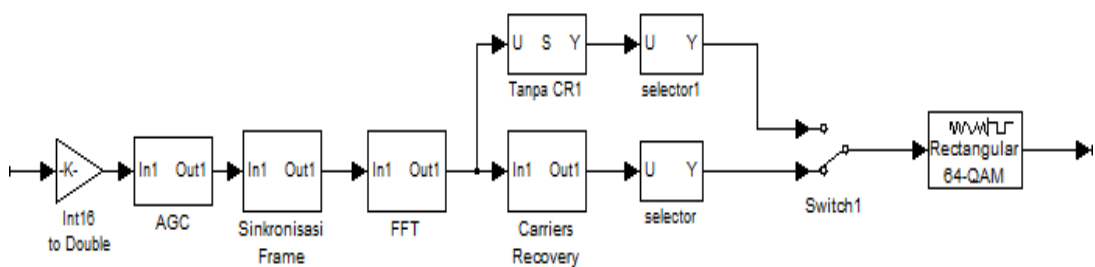 U S Y
Tanpa CR1
U Y
selector1
-K-
Int16
to Double
In1 Out1
AGC
In1 Out1
Sinkronisasi
Frame
In1 Out1
FFT
In1 Out1
Carriers
Recovery
U Y
selector
Switch1
Rectangular
64-QAM